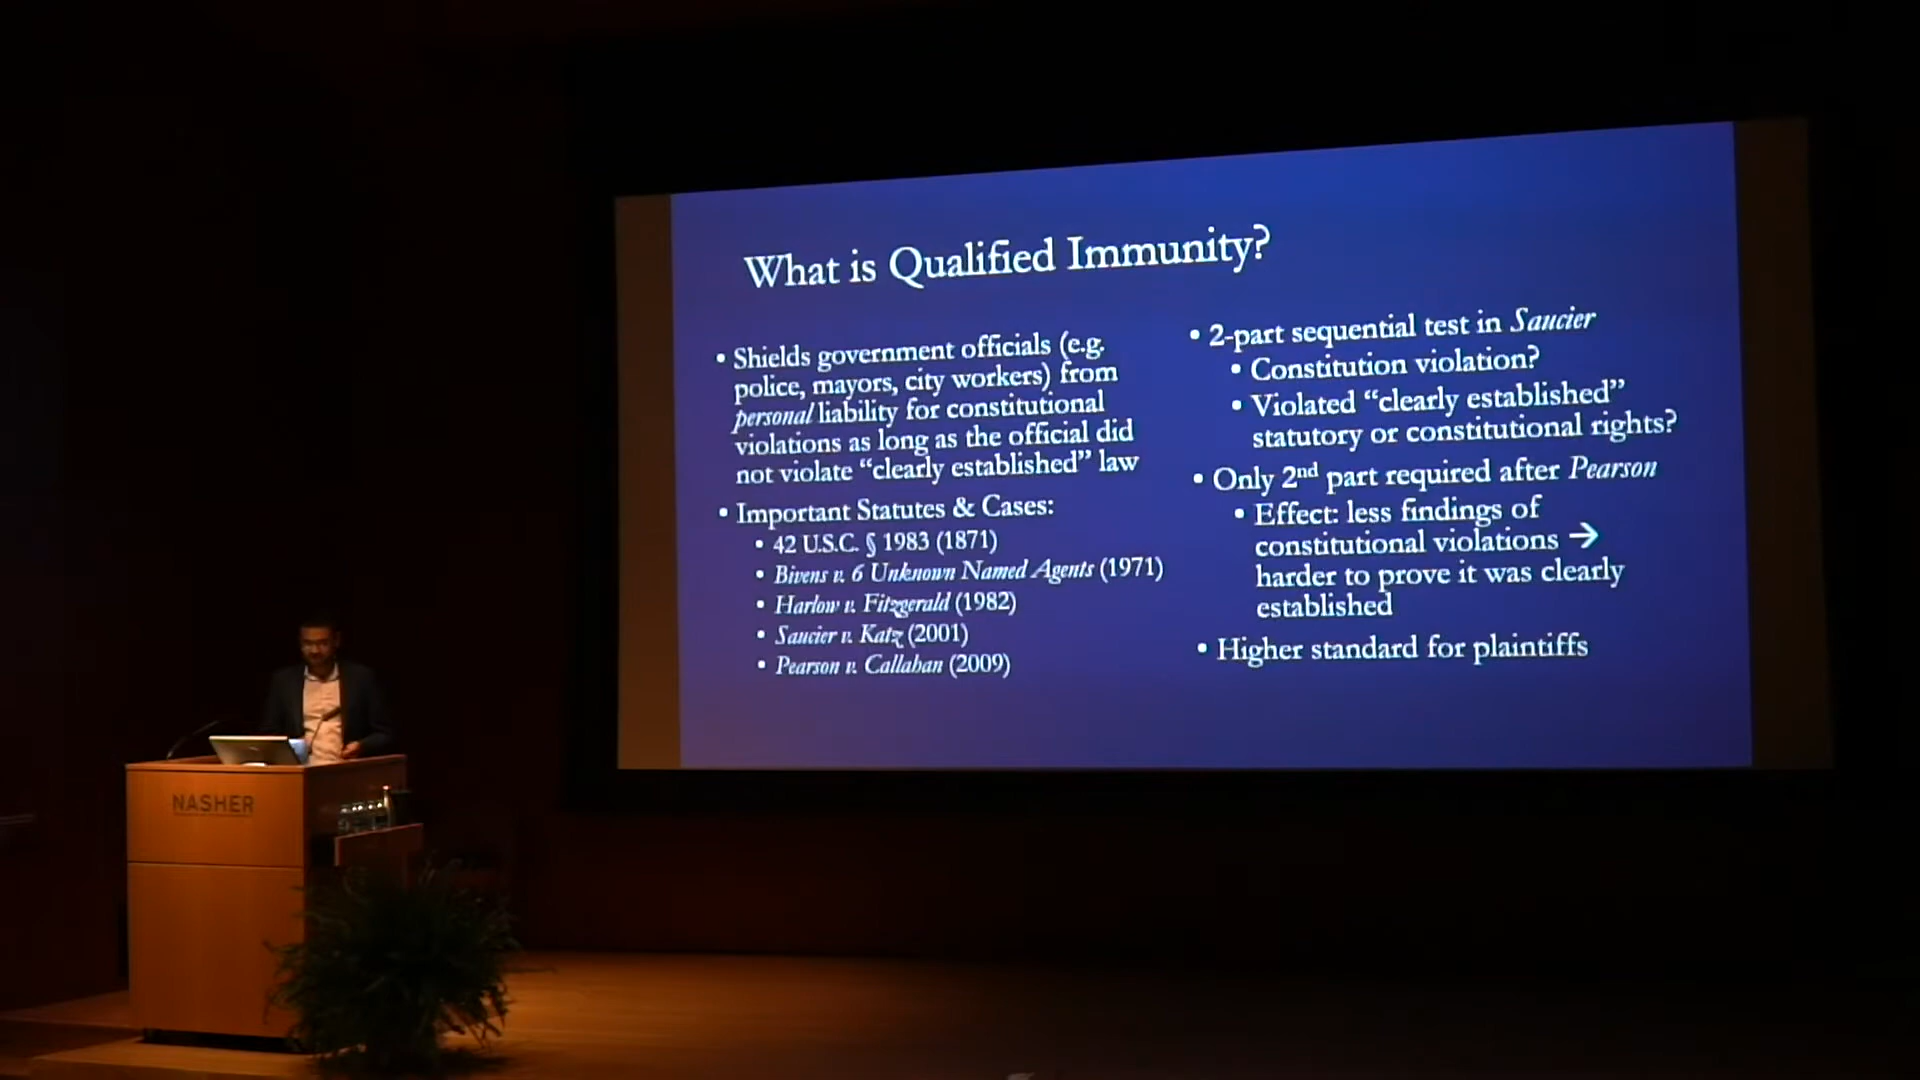 What is Qualified Immunity?
• Shields government officials (e.g.
police, mayors, city workers) from
personal liability for constitutional
violations as long as the official did
not violate “clearly established” law
• Important Statutes & Cases:
• 42 U.S.C. § 1983 (1871)
• Bivens v. 6 Unknown Named Agents (1971)
• Harlow v. Fitzgerald (1982)
• Saucier v. Katz (2001)
• Pearson v. Callahan (2009)
• 2-part sequential test in Saucier
• Constitution violation?
• Violated “clearly established”
statutory or constitutional rights?
• Only 2nd part required after Pearson
• Effect: less findings of
constitutional violations →
harder to prove it was clearly
established
• Higher standard for plaintiffs
NASHER